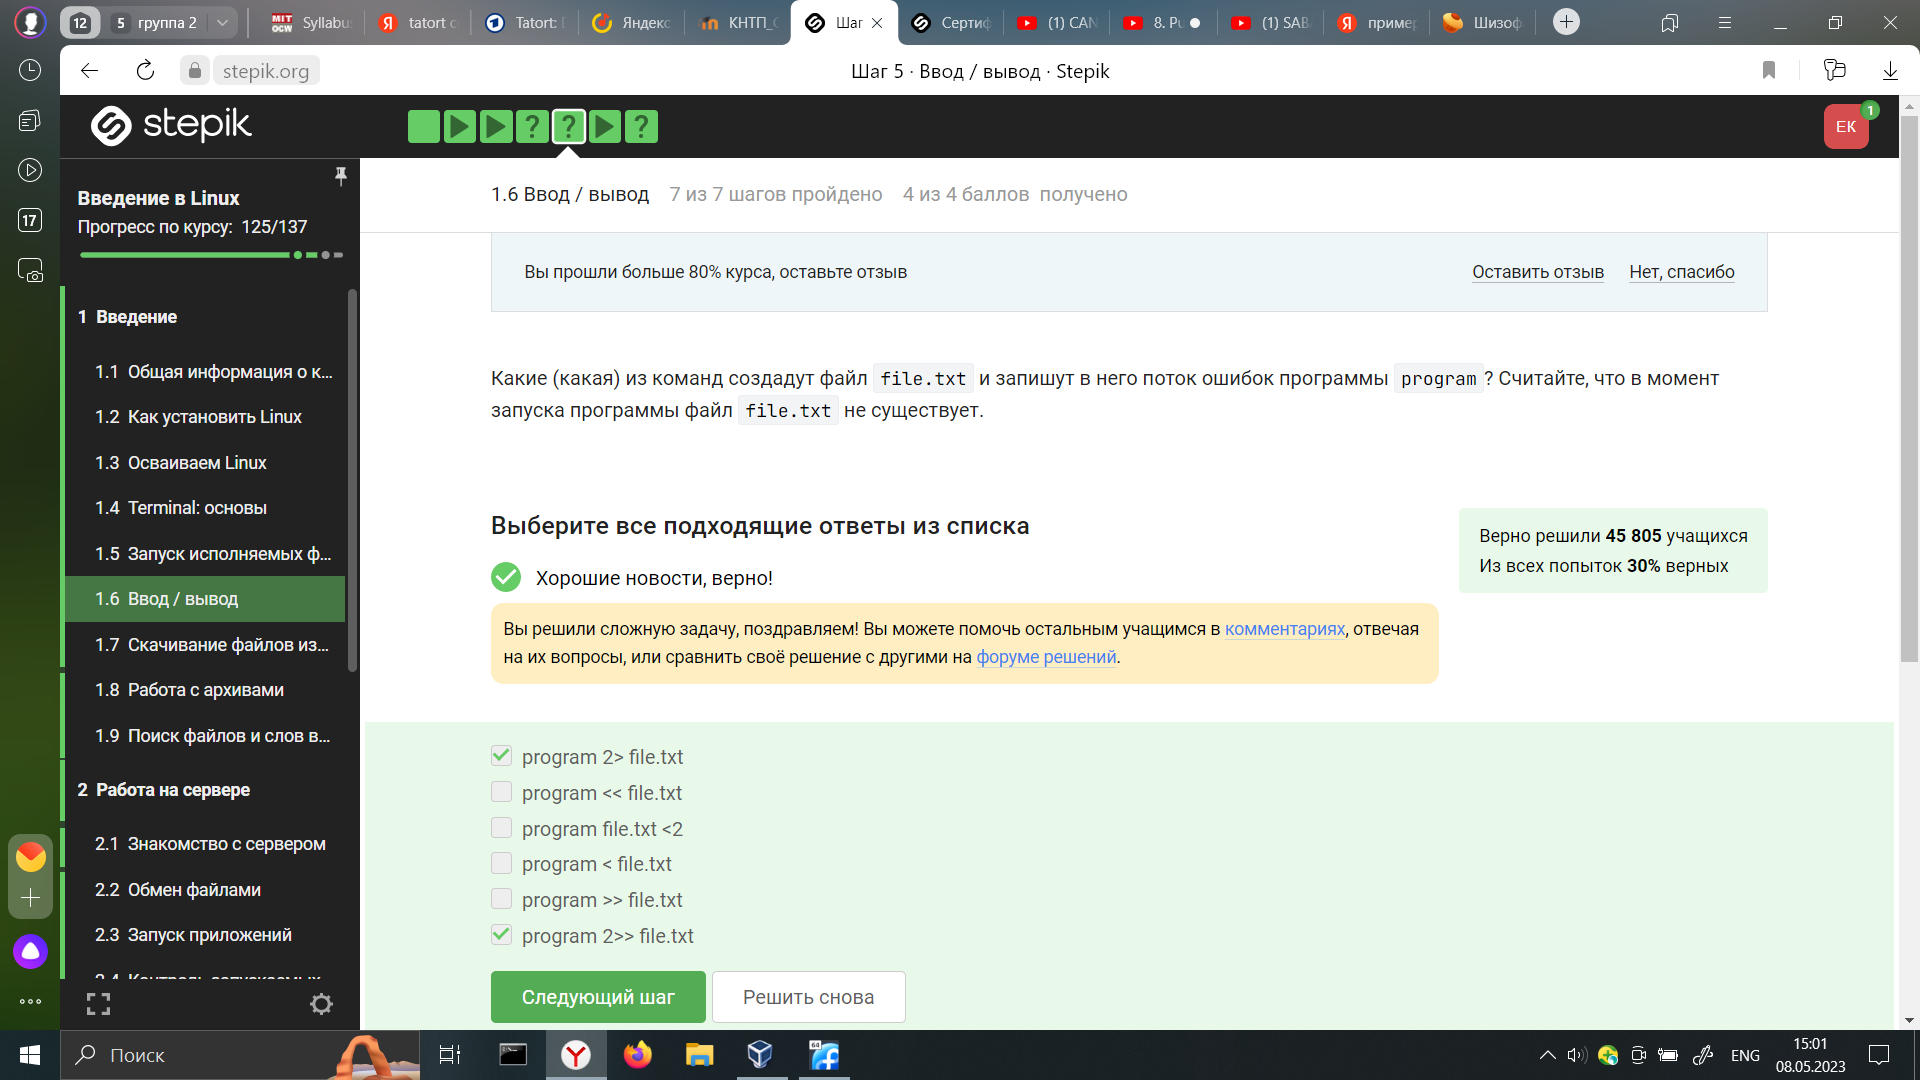 12
5 группа 2
MIT OCW Syllabu
tatort c
Tatort:
Яндекс
КНТП_
Шаг
Сертиф
(1) CAN
8. Pu
(1) SAB
пример
Шизоф
stepik.org
Шаг 5 · Ввод / вывод · Stepik
17
stepik
? ? ?
ЕК
1
Введение в Linux
Прогресс по курсу: 125/137
1 Введение
1.1 Общая информация о к...
1.2 Как установить Linux
1.3 Осваиваем Linux
1.4 Terminal: основы
1.5 Запуск исполняемых ф...
1.6 Ввод / вывод
1.7 Скачивание файлов из...
1.8 Работа с архивами
1.9 Поиск файлов и слов в...
2 Работа на сервере
2.1 Знакомство с сервером
2.2 Обмен файлами
2.3 Запуск приложений
1.6 Ввод / вывод 7 из 7 шагов пройдено 4 из 4 баллов получено
Вы прошли больше 80% курса, оставьте отзыв
Оставить отзыв Нет, спасибо
Какие (какая) из команд создадут файл file.txt и запишут в него поток ошибок программы program? Считайте, что в момент
запуска программы файл file.txt не существует.
Выберите все подходящие ответы из списка
Верно решили 45 805 учащихся
Из всех попыток 30% верных
Хорошие новости, верно!
Вы решили сложную задачу, поздравляем! Вы можете помочь остальным учащимся в комментариях, отвечая
на их вопросы, или сравнить своё решение с другими на форуме решений.
program 2> file.txt
program << file.txt
program file.txt <2
program < file.txt
program >> file.txt
program 2>> file.txt
Следующий шаг
Решить снова
Поиск
64
ENG
15:01
08.05.2023